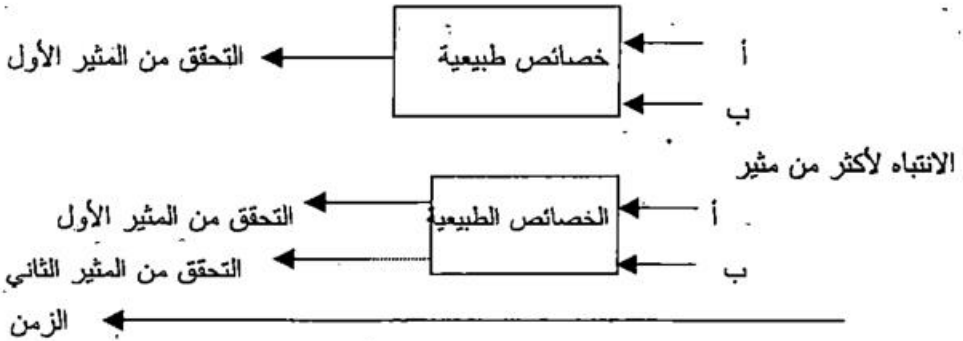 أ خصائص طبيعية التحقق من المثير الأول
ب
الانتباه لأكثر من مثير
أ الخصائص الطبيعية التحقق من المثير الأول
ب التحقق من المثير الثاني
الزمن